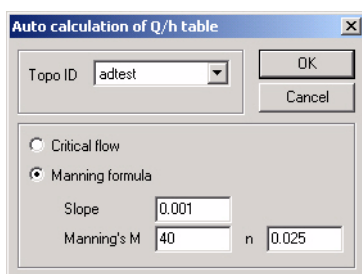 Auto calculation of Q/h table
Topo ID adtest OK
Cancel
Critical flow
Manning formula
Slope 0.001
Manning's M 40 n 0.025